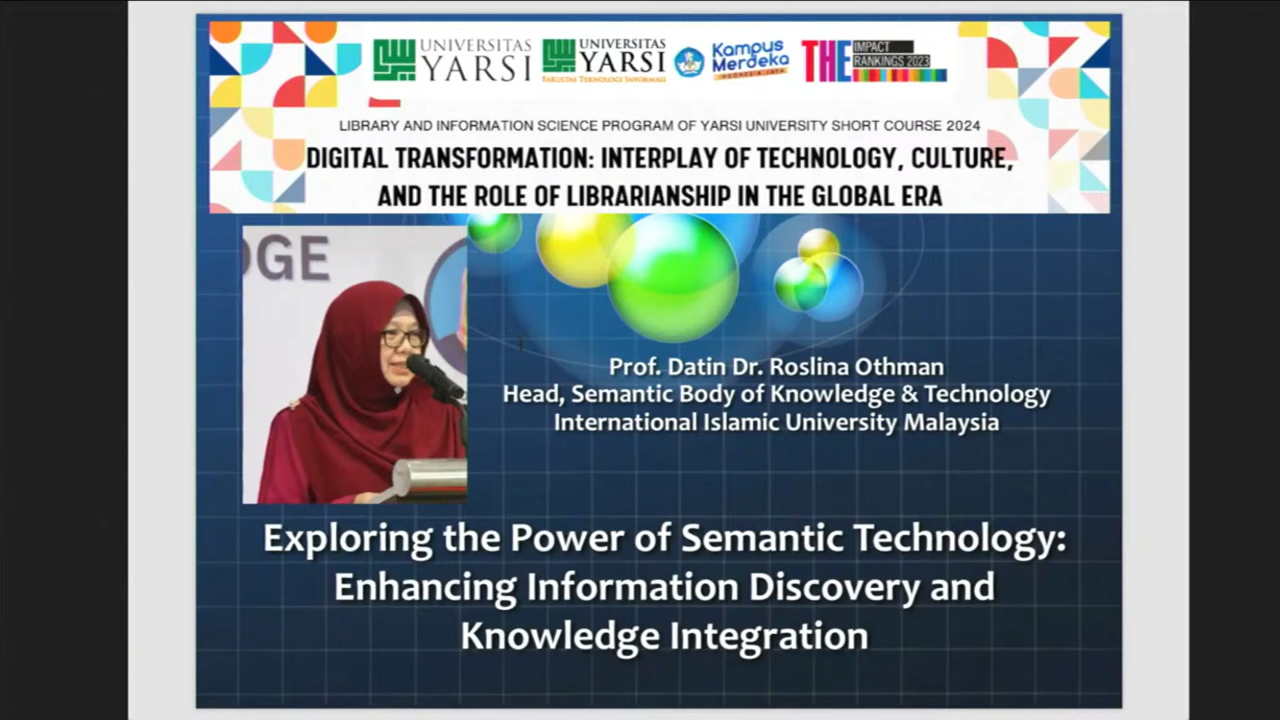 UNIVERSITAS
YARSI
UNIVERSITAS
YARSI
FAKULTAS TEKNOLOGI INFORMASI
Kampus
Merdeka
INDONESIA JAYA
THE IMPACT
RANKINGS 2023
LIBRARY AND INFORMATION SCIENCE PROGRAM OF YARSI UNIVERSITY SHORT COURSE 2024
DIGITAL TRANSFORMATION: INTERPLAY OF TECHNOLOGY, CULTURE,
AND THE ROLE OF LIBRARIANSHIP IN THE GLOBAL ERA
OGE
Prof. Datin Dr. Roslina Othman
Head, Semantic Body of Knowledge & Technology
International Islamic University Malaysia
Exploring the Power of Semantic Technology:
Enhancing Information Discovery and
Knowledge Integration